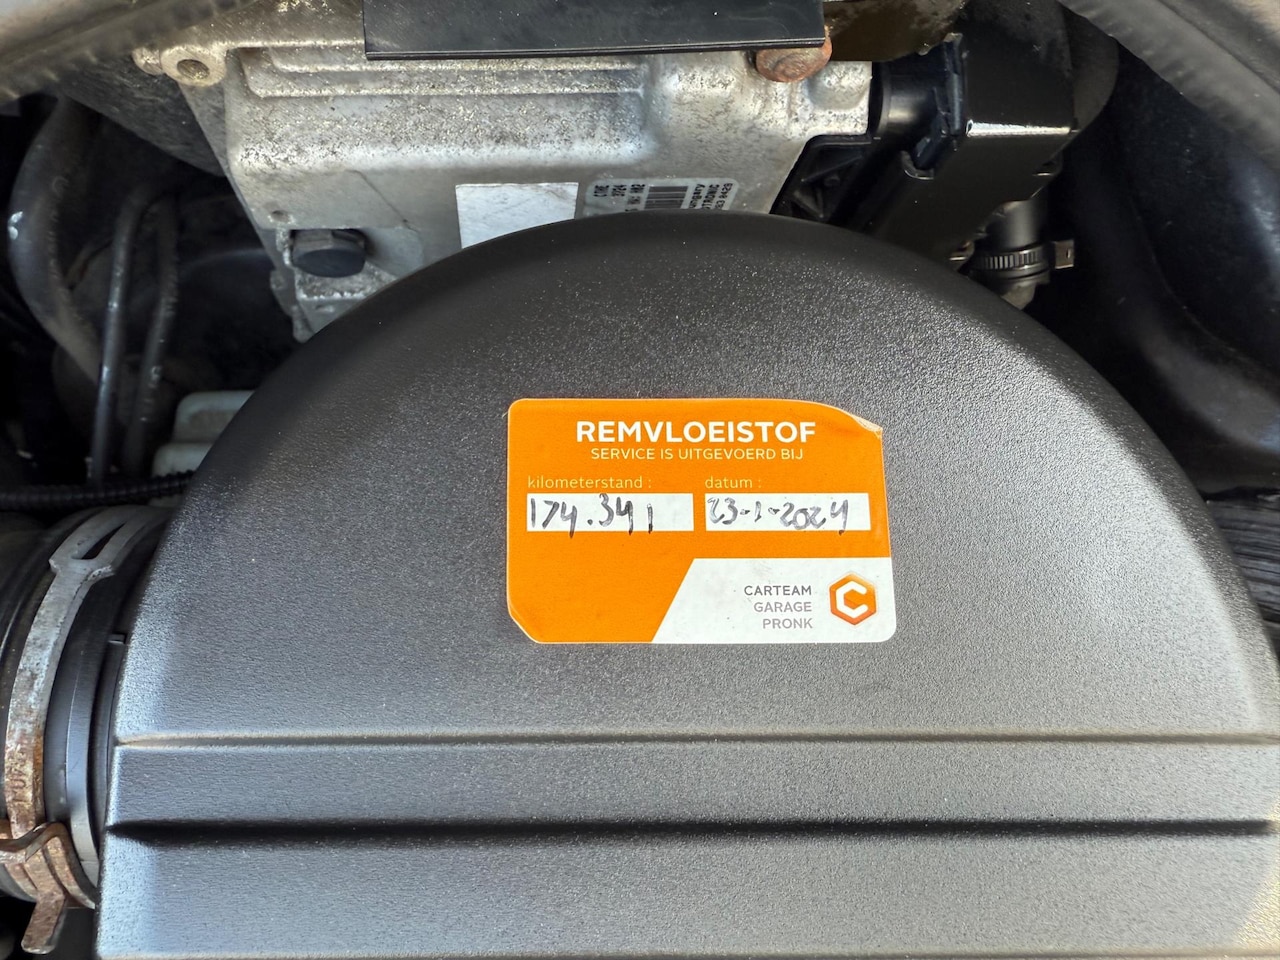 REMVLOEISTOF
SERVICE IS UITGEVOERD BIJ
kilometerstand : datum :
174.341 23-1-2024
CARTEAM
GARAGE
PRONK